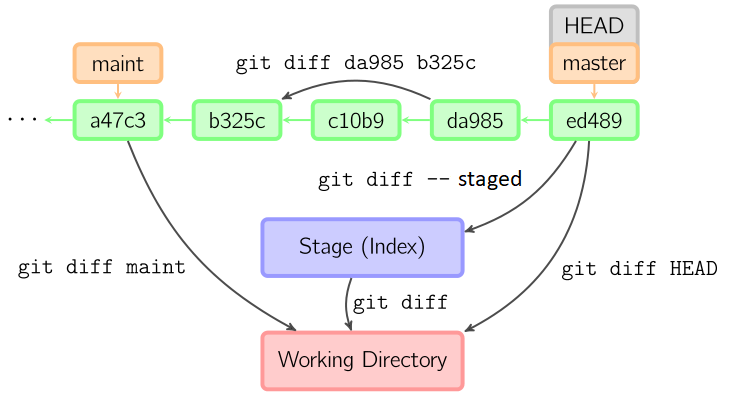 HEAD
maint
master
git diff da985 b325c
··· a47c3 b325c c10b9 da985 ed489
git diff -- staged
Stage (Index)
git diff maint
git diff HEAD
git diff
Working Directory